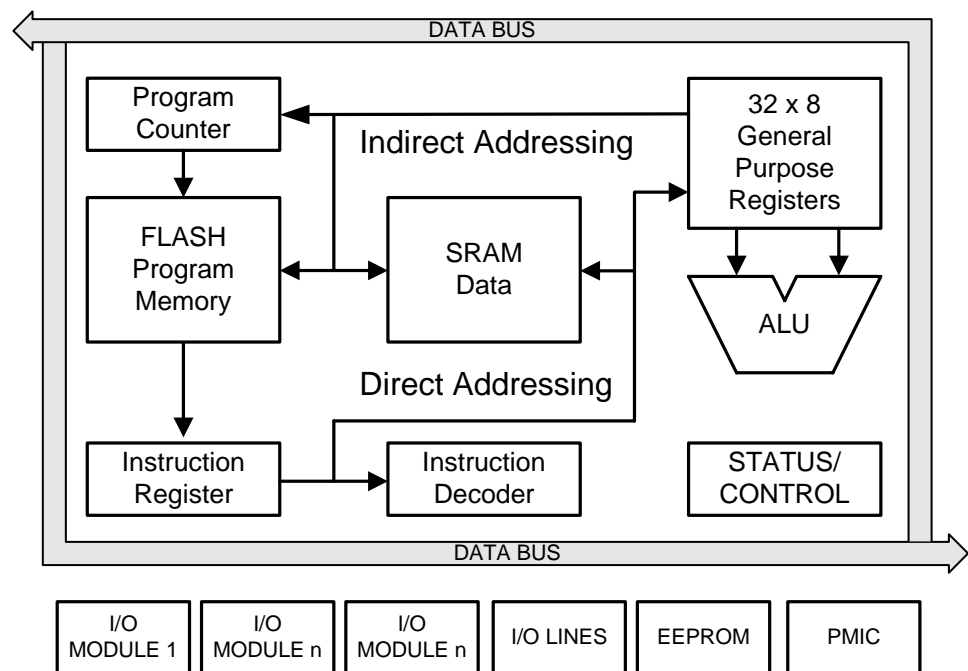 DATA BUS
Program
Counter
32 x 8
General
Purpose
Registers
Indirect Addressing
FLASH
Program
Memory
SRAM
Data
ALU
Direct Addressing
Instruction
Register
Instruction
Decoder
STATUS/
CONTROL
DATA BUS
I/O
MODULE 1
I/O
MODULE n
I/O
MODULE n
I/O LINES
EEPROM
PMIC